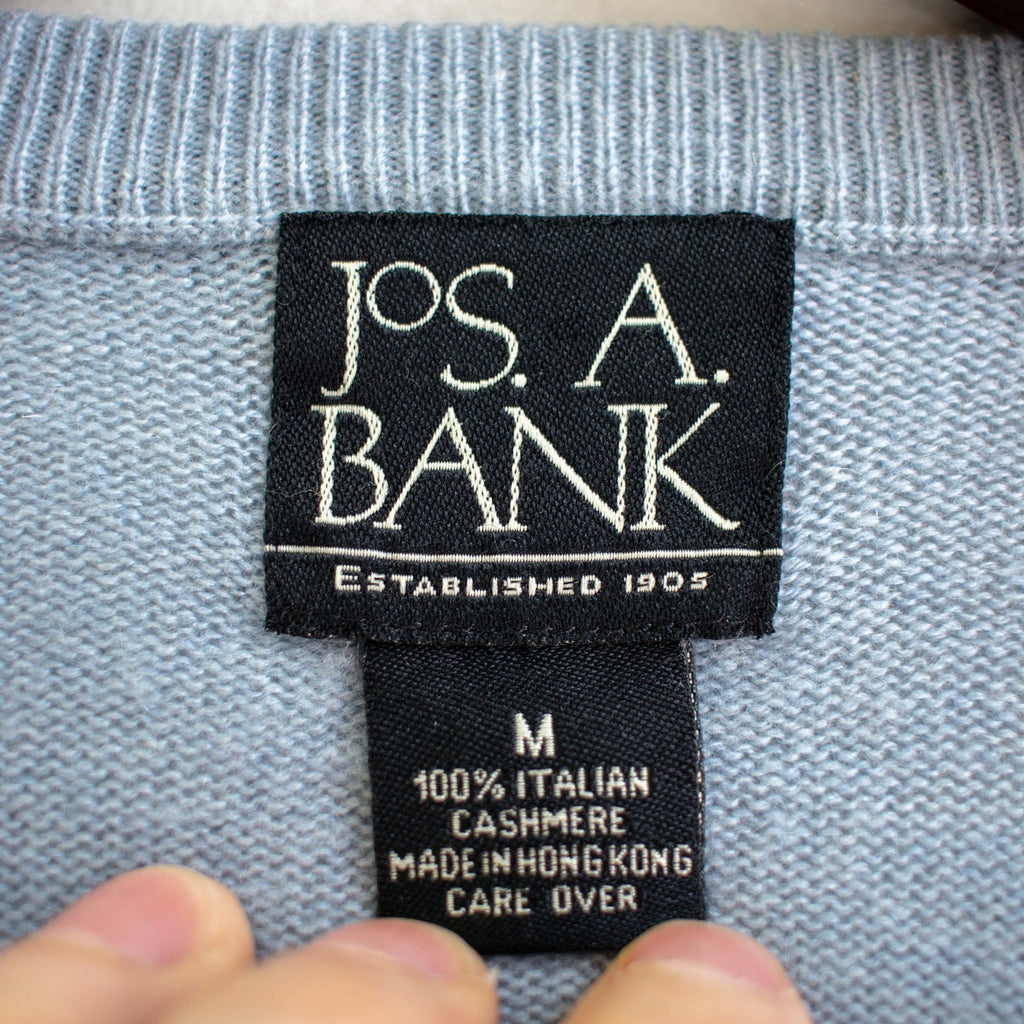 JOS. A.
BANK
ESTABLISHED 1905
M
100% ITALIAN
CASHMERE
MADE IN HONG KONG
CARE OVER